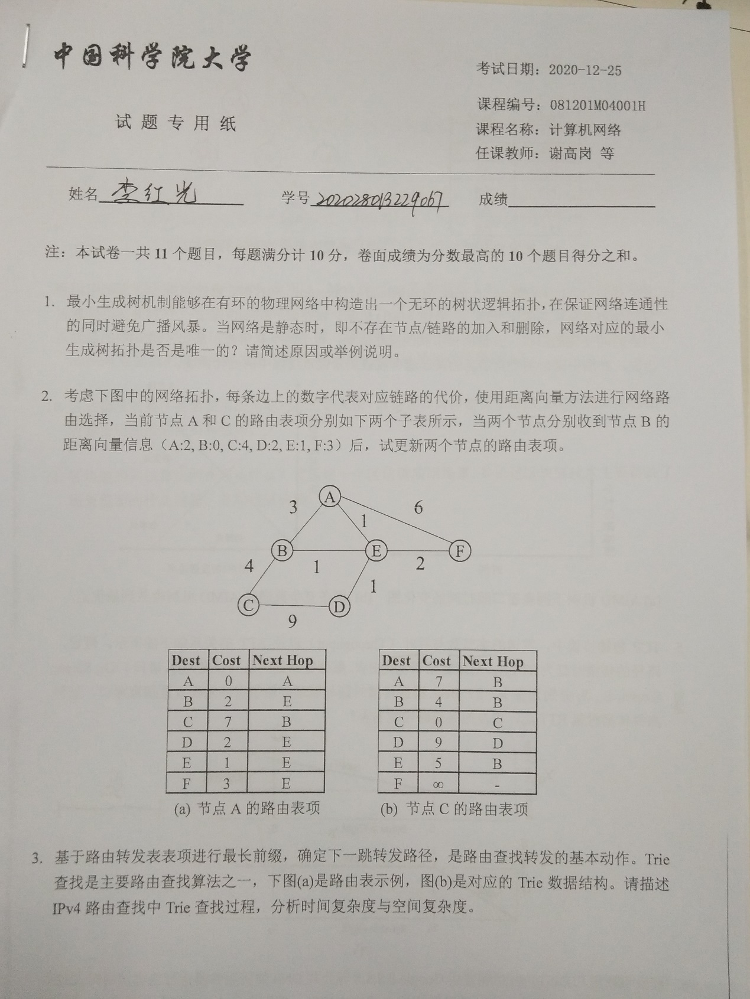 中国科学院大学
试题专用纸
考试日期：2020-12-25
课程编号：081201M04001H
课程名称：计算机网络
任课教师：谢高岗 等
姓名 李红光 学号 202028013229067 成绩
注：本试卷一共 11 个题目，每题满分计 10 分，卷面成绩为分数最高的 10 个题目得分之和。
1. 最小生成树机制能够在有环的物理网络中构造出一个无环的树状逻辑拓扑，在保证网络连通性
的同时避免广播风暴。当网络是静态时，即不存在节点/链路的加入和删除，网络对应的最小
生成树拓扑是否是唯一的？请简述原因或举例说明。
2. 考虑下图中的网络拓扑，每条边上的数字代表对应链路的代价，使用距离向量方法进行网络路
由选择，当前节点 A 和 C 的路由表项分别如下两个子表所示，当两个节点分别收到节点 B 的
距离向量信息（A:2, B:0, C:4, D:2, E:1, F:3）后，试更新两个节点的路由表项。
A
3 1 6
B E F
4 1 2
1
C D
9
Dest Cost Next Hop
A 0 A
B 2 E
C 7 B
D 2 E
E 1 E
F 3 E
(a) 节点 A 的路由表项
Dest Cost Next Hop
A 7 B
B 4 B
C 0 C
D 9 D
E 5 B
F ∞ -
(b) 节点 C 的路由表项
3. 基于路由转发表表项进行最长前缀，确定下一跳转发路径，是路由查找转发的基本动作。Trie
查找是主要路由查找算法之一，下图(a)是路由表示例，图(b)是对应的 Trie 数据结构。请描述
IPv4 路由查找中 Trie 查找过程，分析时间复杂度与空间复杂度。